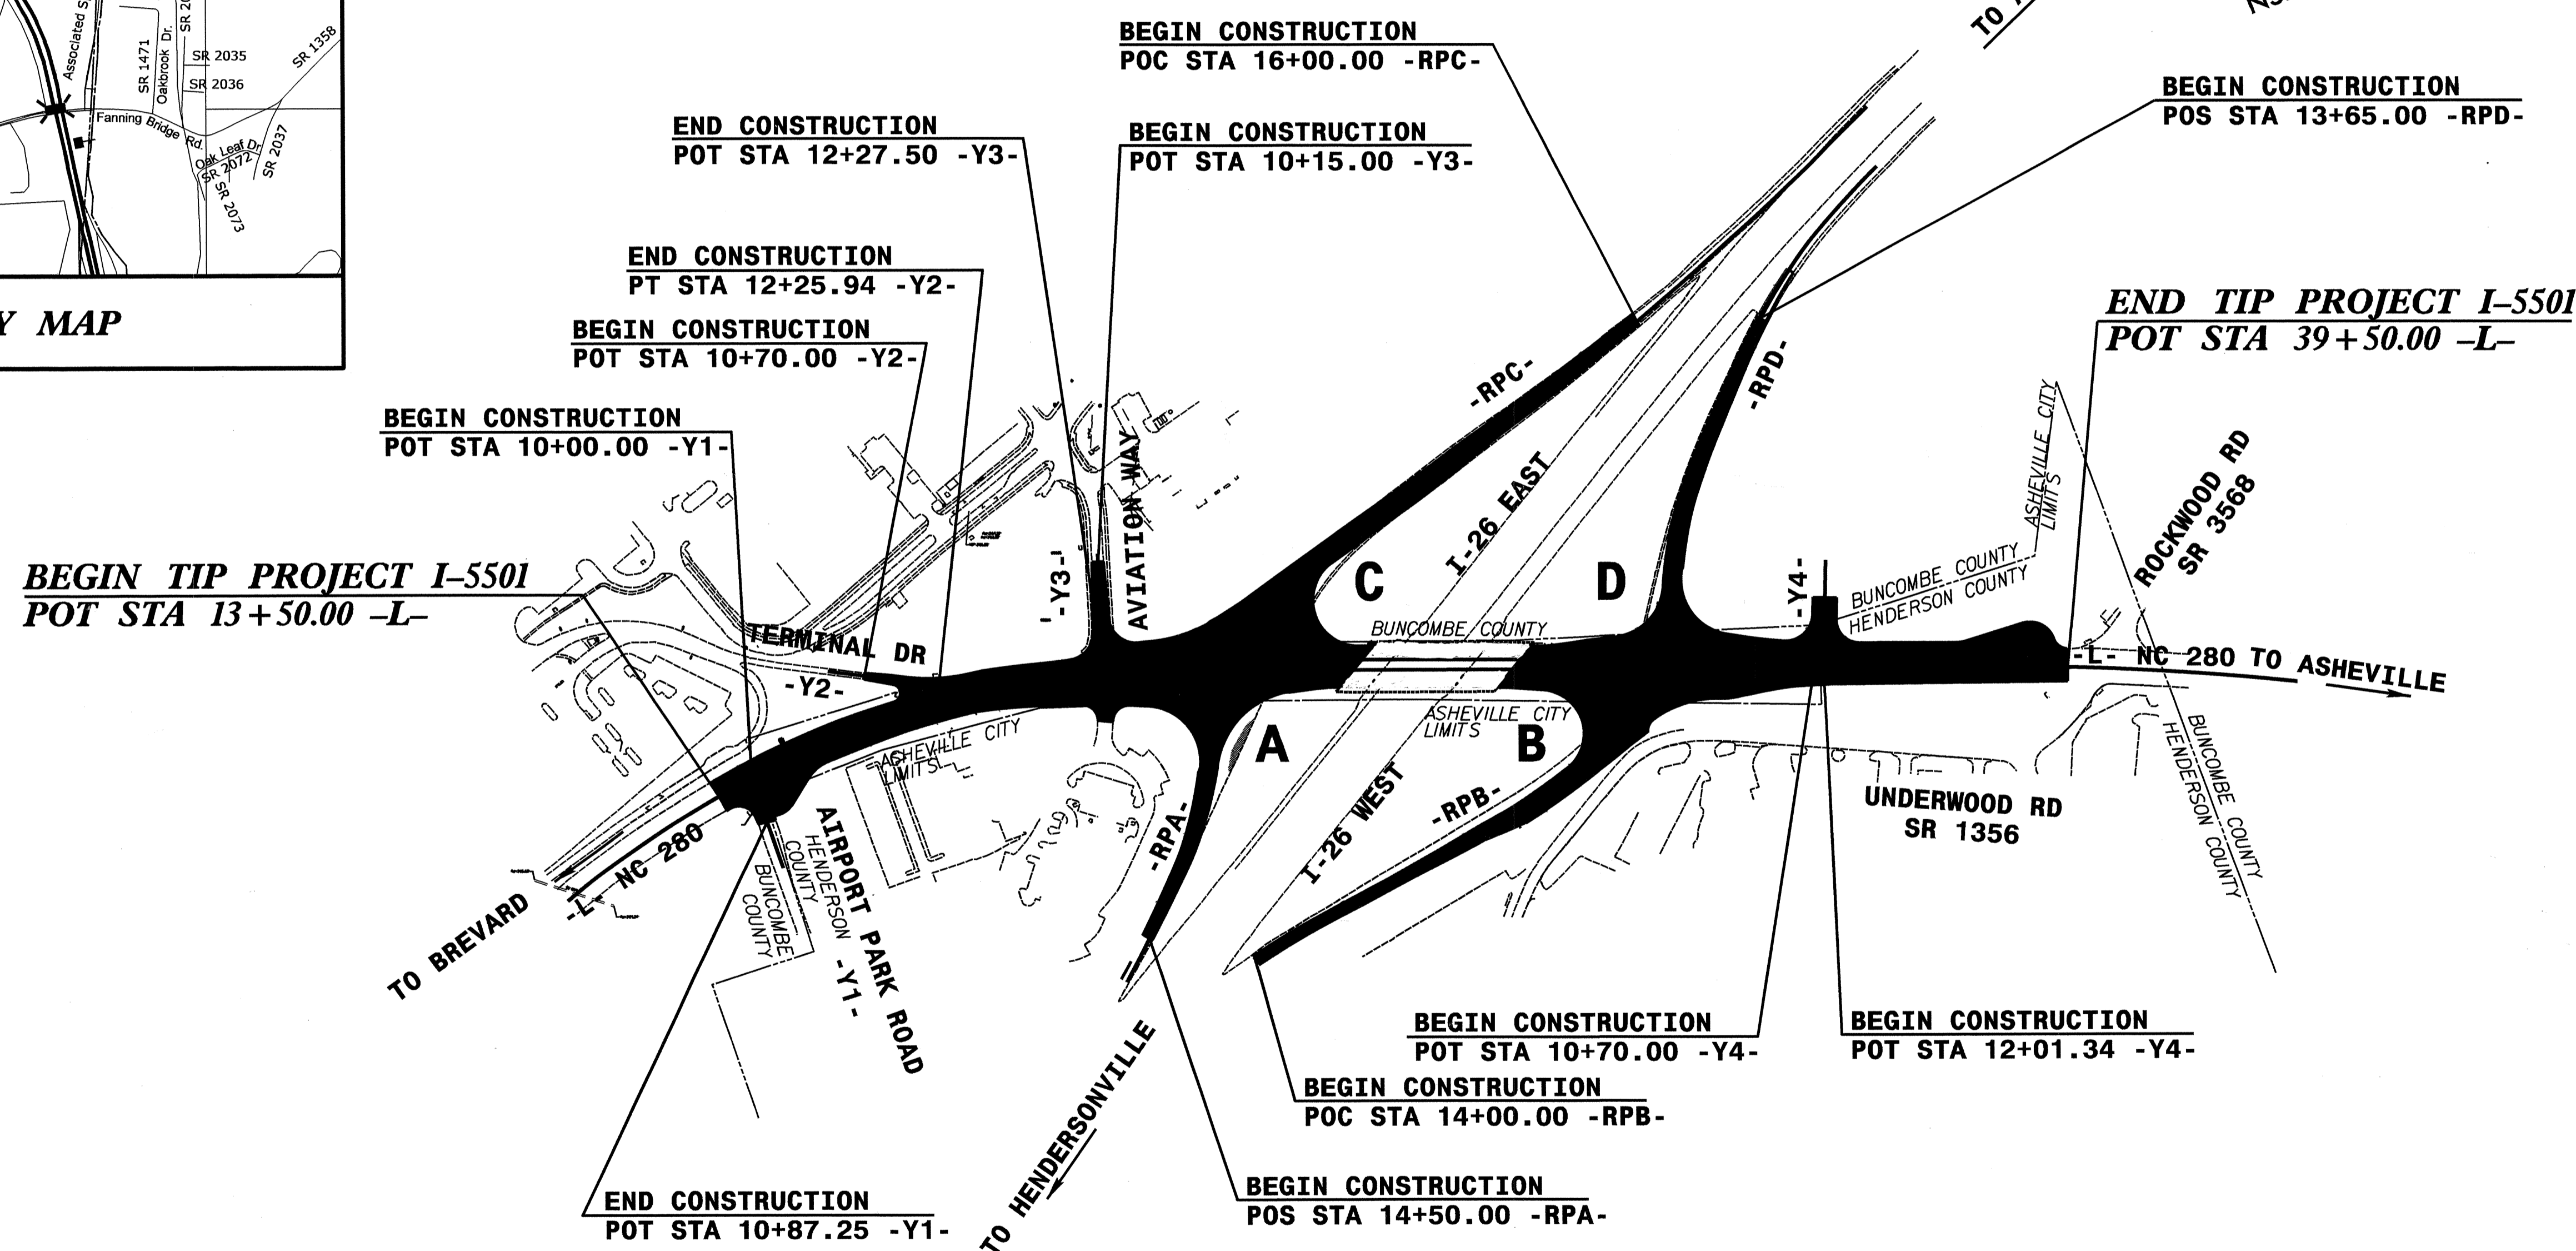 Associated
SR 1471
Oakbrook Dr.
SR 2035
SR 2036
SR 1358
Fanning Bridge Rd.
Oak Leaf Dr
SR 2072
SR 2037
SR 2073
MAP
BEGIN CONSTRUCTION
POC STA 16+00.00 -RPC-
TO
BEGIN CONSTRUCTION
POS STA 13+65.00 -RPD-
END CONSTRUCTION
POT STA 12+27.50 -Y3-
BEGIN CONSTRUCTION
POT STA 10+15.00 -Y3-
END CONSTRUCTION
PT STA 12+25.94 -Y2-
BEGIN CONSTRUCTION
POT STA 10+70.00 -Y2-
BEGIN CONSTRUCTION
POT STA 10+00.00 -Y1-
END TIP PROJECT I-5501
POT STA 39+50.00 -L-
BEGIN TIP PROJECT I-5501
POT STA 13+50.00 -L-
-RPC-
-RPD-
AVIATION WAY
-Y3-
I-26 EAST
C
D
-Y4-
ASHEVILLE CITY
LIMITS
ROCKWOOD RD
SR 3568
BUNCOMBE COUNTY
HENDERSON COUNTY
BUNCOMBE COUNTY
TERMINAL DR
-Y2-
-L- NC 280 TO ASHEVILLE
ASHEVILLE CITY
LIMITS
ASHEVILLE CITY
LIMITS
A
B
BUNCOMBE COUNTY
HENDERSON COUNTY
UNDERWOOD RD
SR 1356
I-26 WEST
-RPA-
-RPB-
-L- NC 280
TO BREVARD
AIRPORT PARK ROAD
-Y1-
HENDERSON
COUNTY
BUNCOMBE
COUNTY
TO HENDERSONVILLE
BEGIN CONSTRUCTION
POT STA 10+70.00 -Y4-
BEGIN CONSTRUCTION
POT STA 12+01.34 -Y4-
BEGIN CONSTRUCTION
POC STA 14+00.00 -RPB-
BEGIN CONSTRUCTION
POS STA 14+50.00 -RPA-
END CONSTRUCTION
POT STA 10+87.25 -Y1-